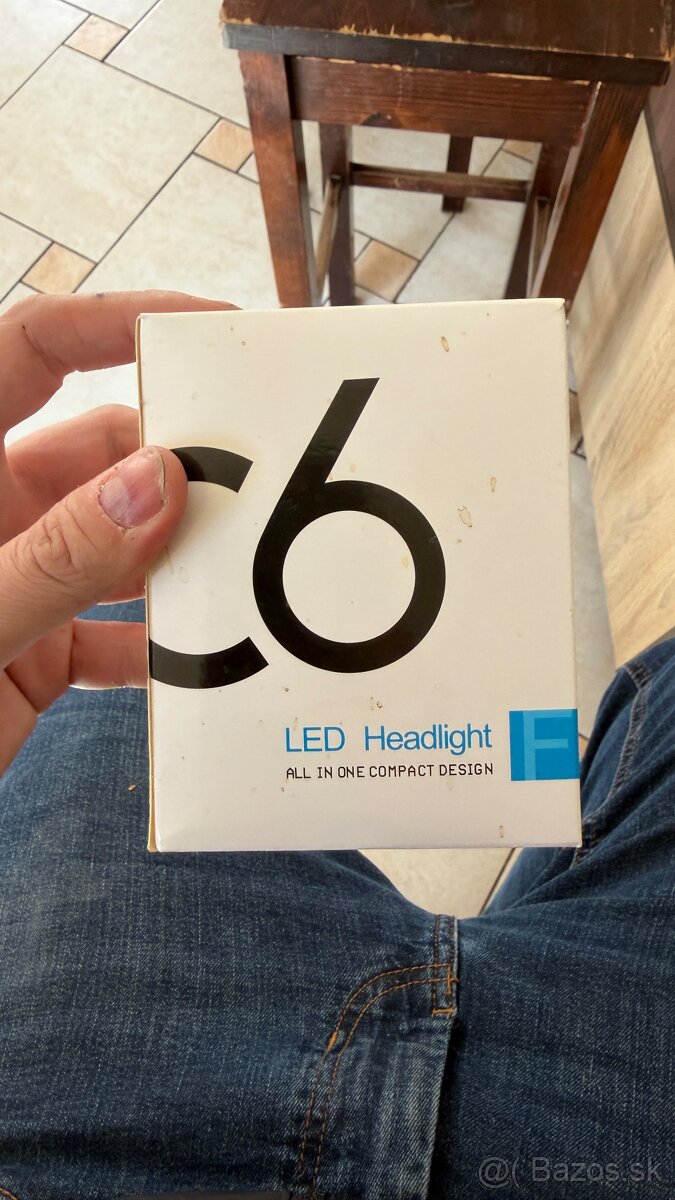 C6
LED Headlight
ALL IN ONE COMPACT DESIGN
F
@( Bazos.sk